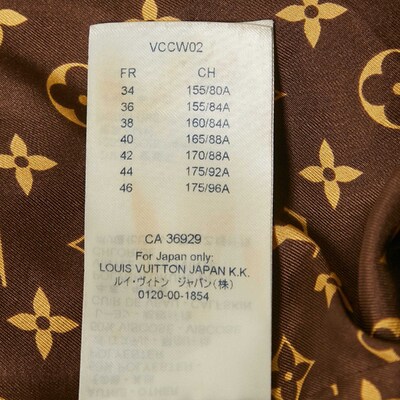 VCCW02
FR CH
34 155/80A
36 155/84A
38 160/84A
40 165/88A
42 170/88A
44 175/92A
46 175/96A
CA 36929
For Japan only:
LOUIS VUITTON JAPAN K.K.
ルイ・ヴィトン ジャパン(株)
0120-00-1854